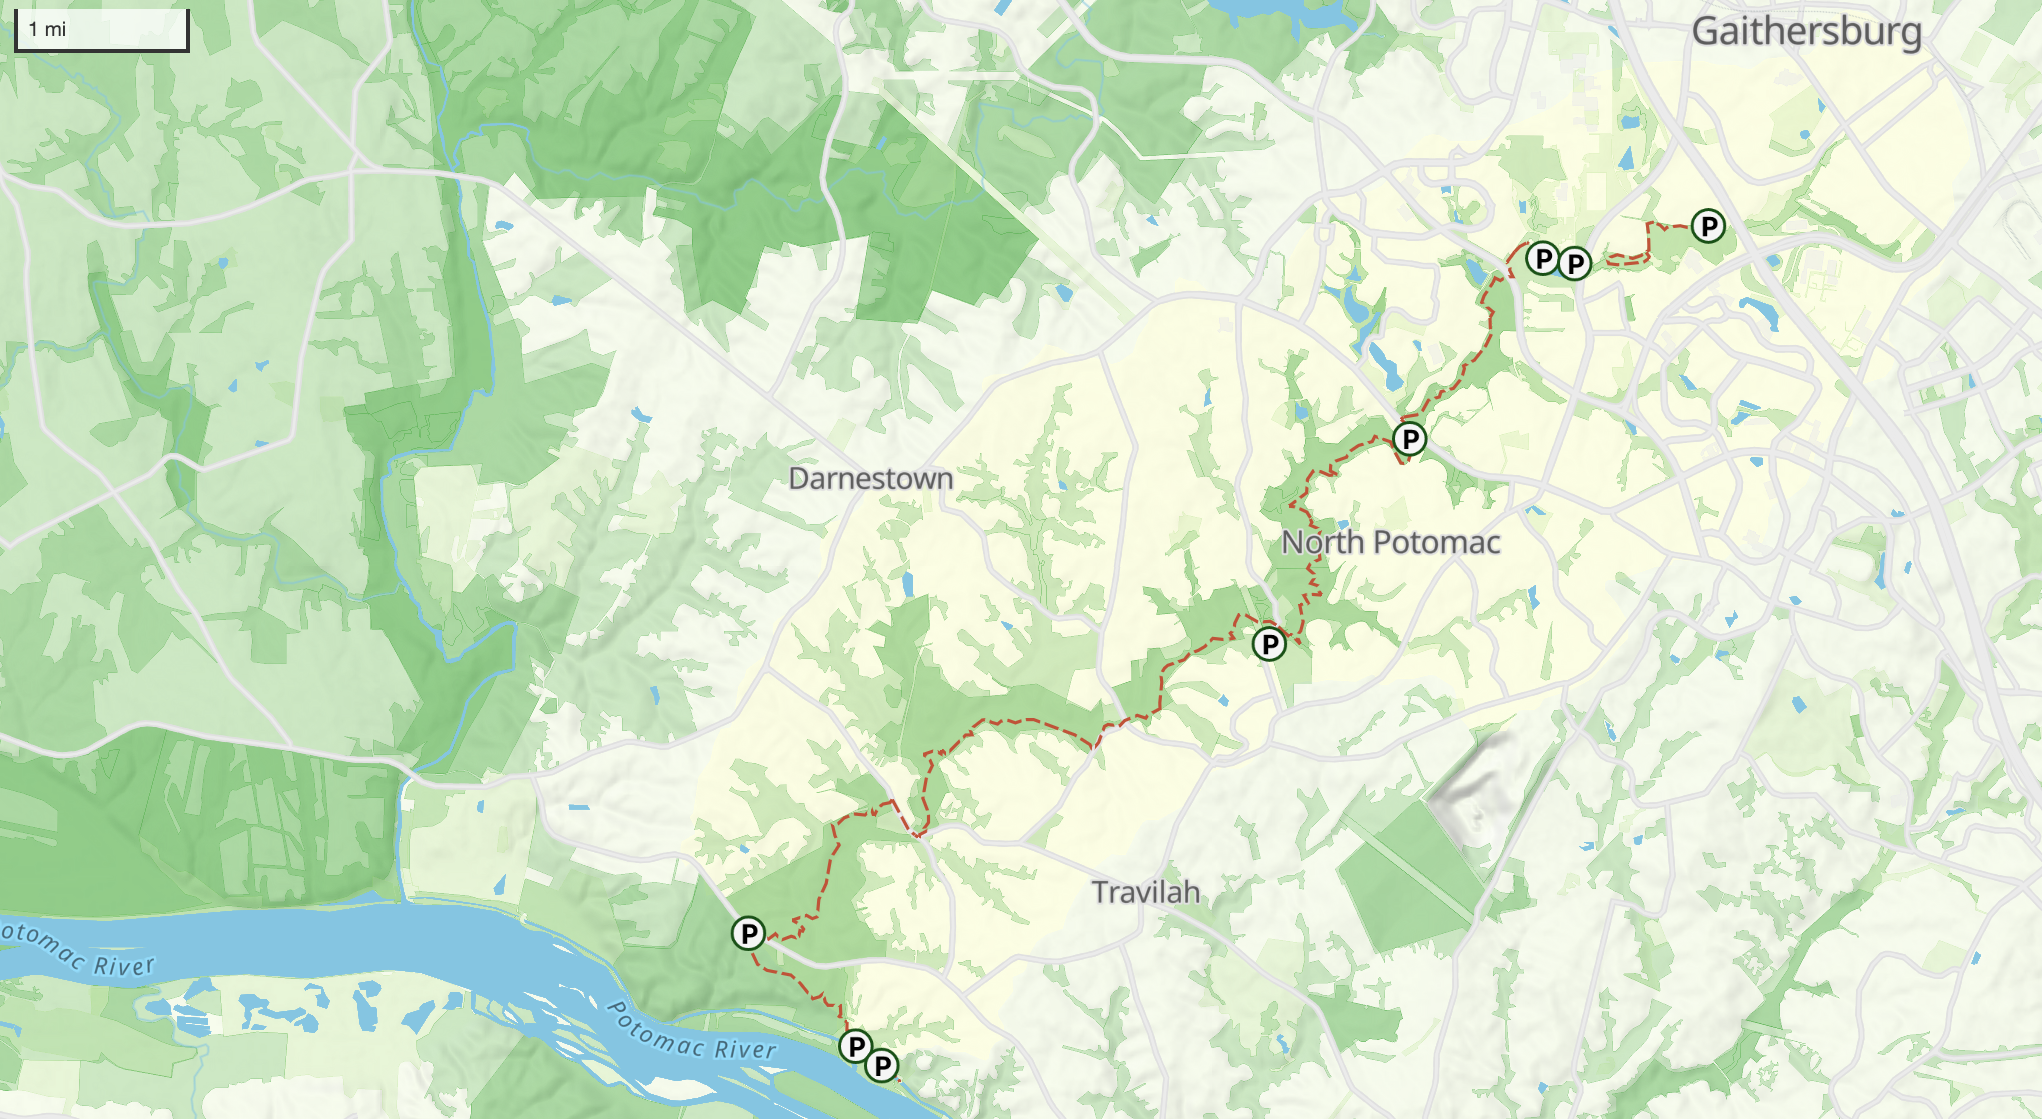 1 mi
Gaithersburg
P
P
P
P
Darnestown
North Potomac
P
Travilah
P
otomac River
Potomac River
P
P